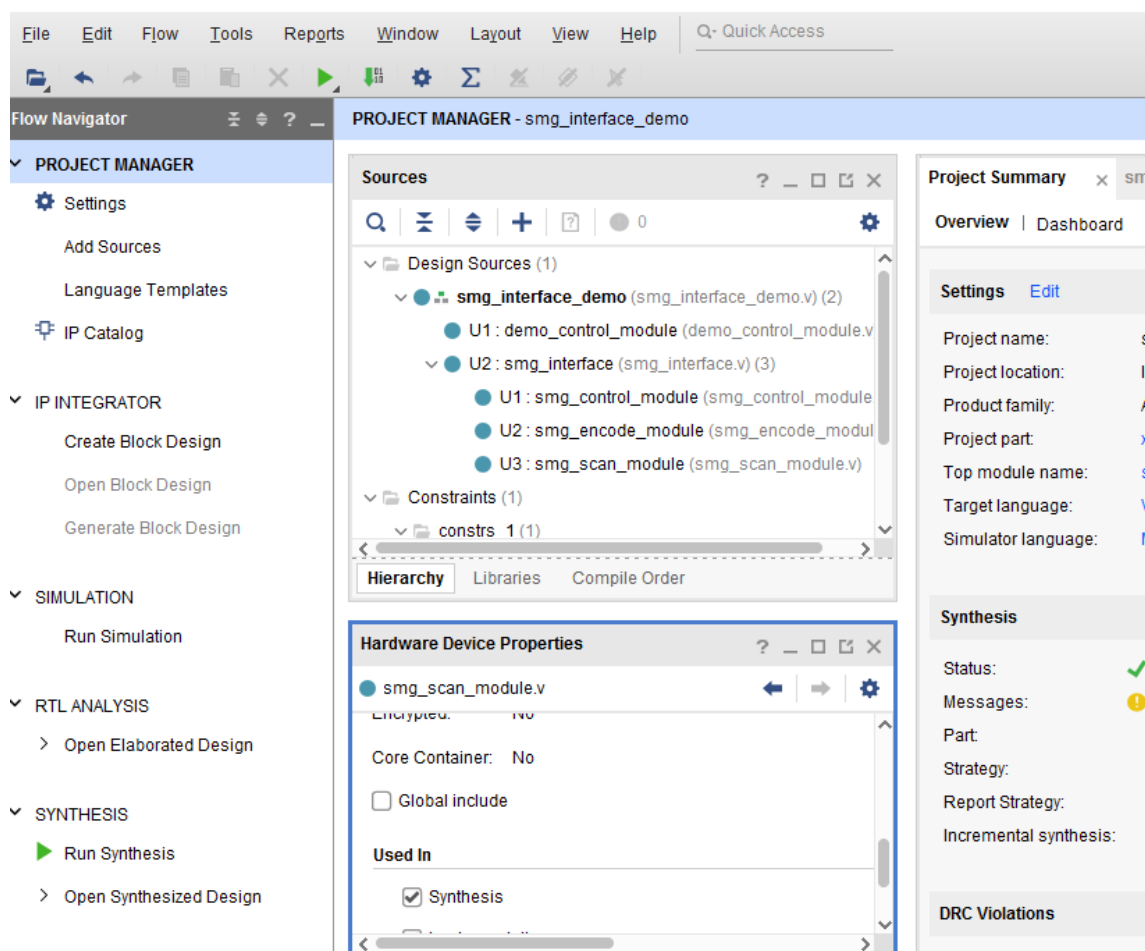 File Edit Flow Tools Reports Window Layout View Help Q- Quick Access
Flow Navigator ? _
PROJECT MANAGER - smg_interface_demo
PROJECT MANAGER
Settings
Add Sources
Language Templates
IP Catalog
IP INTEGRATOR
Create Block Design
Open Block Design
Generate Block Design
SIMULATION
Run Simulation
RTL ANALYSIS
Open Elaborated Design
SYNTHESIS
Run Synthesis
Open Synthesized Design
Sources
0
Design Sources (1)
smg_interface_demo (smg_interface_demo.v) (2)
U1 : demo_control_module (demo_control_module.v
U2 : smg_interface (smg_interface.v) (3)
U1 : smg_control_module (smg_control_module
U2 : smg_encode_module (smg_encode_modul
U3 : smg_scan_module (smg_scan_module.v)
Constraints (1)
constrs_1 (1)
Hierarchy Libraries Compile Order
Hardware Device Properties
smg_scan_module.v
Encrypted: No
Core Container: No
Global include
Used In
Synthesis
Project Summary × sm
Overview | Dashboard
Settings Edit
Project name:
Project location:
Product family:
Project part:
Top module name:
Target language:
Simulator language:
Synthesis
Status:
Messages:
Part:
Strategy:
Report Strategy:
Incremental synthesis:
DRC Violations